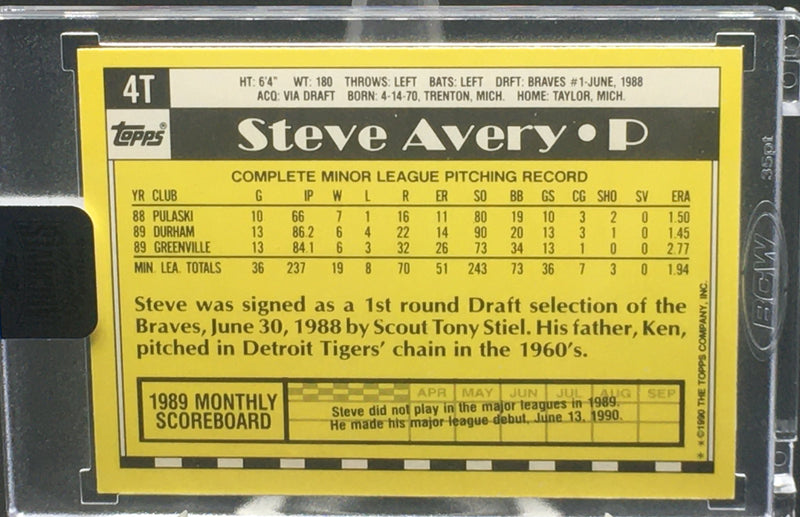 4T
HT: 6'4" WT: 180 THROWS: LEFT BATS: LEFT DRFT: BRAVES #1-JUNE, 1988
ACQ: VIA DRAFT BORN: 4-14-70, TRENTON, MICH. HOME: TAYLOR, MICH.
topps®
Steve Avery • P
COMPLETE MINOR LEAGUE PITCHING RECORD
YR CLUB G IP W L R ER SO BB GS CG SHO SV ERA
88 PULASKI 10 66 7 1 16 11 80 19 10 3 2 0 1.50
89 DURHAM 13 86.2 6 4 22 14 90 20 13 3 1 0 1.45
89 GREENVILLE 13 84.1 6 3 32 26 73 34 13 1 0 0 2.77
MIN. LEA. TOTALS 36 237 19 8 70 51 243 73 36 7 3 0 1.94
Steve was signed as a 1st round Draft selection of the
Braves, June 30, 1988 by Scout Tony Stiel. His father, Ken,
pitched in Detroit Tigers' chain in the 1960's.
1989 MONTHLY
SCOREBOARD
APR MAY JUN JUL AUG SEP
Steve did not play in the major leagues in 1989.
He made his major league debut, June 13, 1990.
* * © 1990 THE TOPPS COMPANY, INC.
35pt
BCW